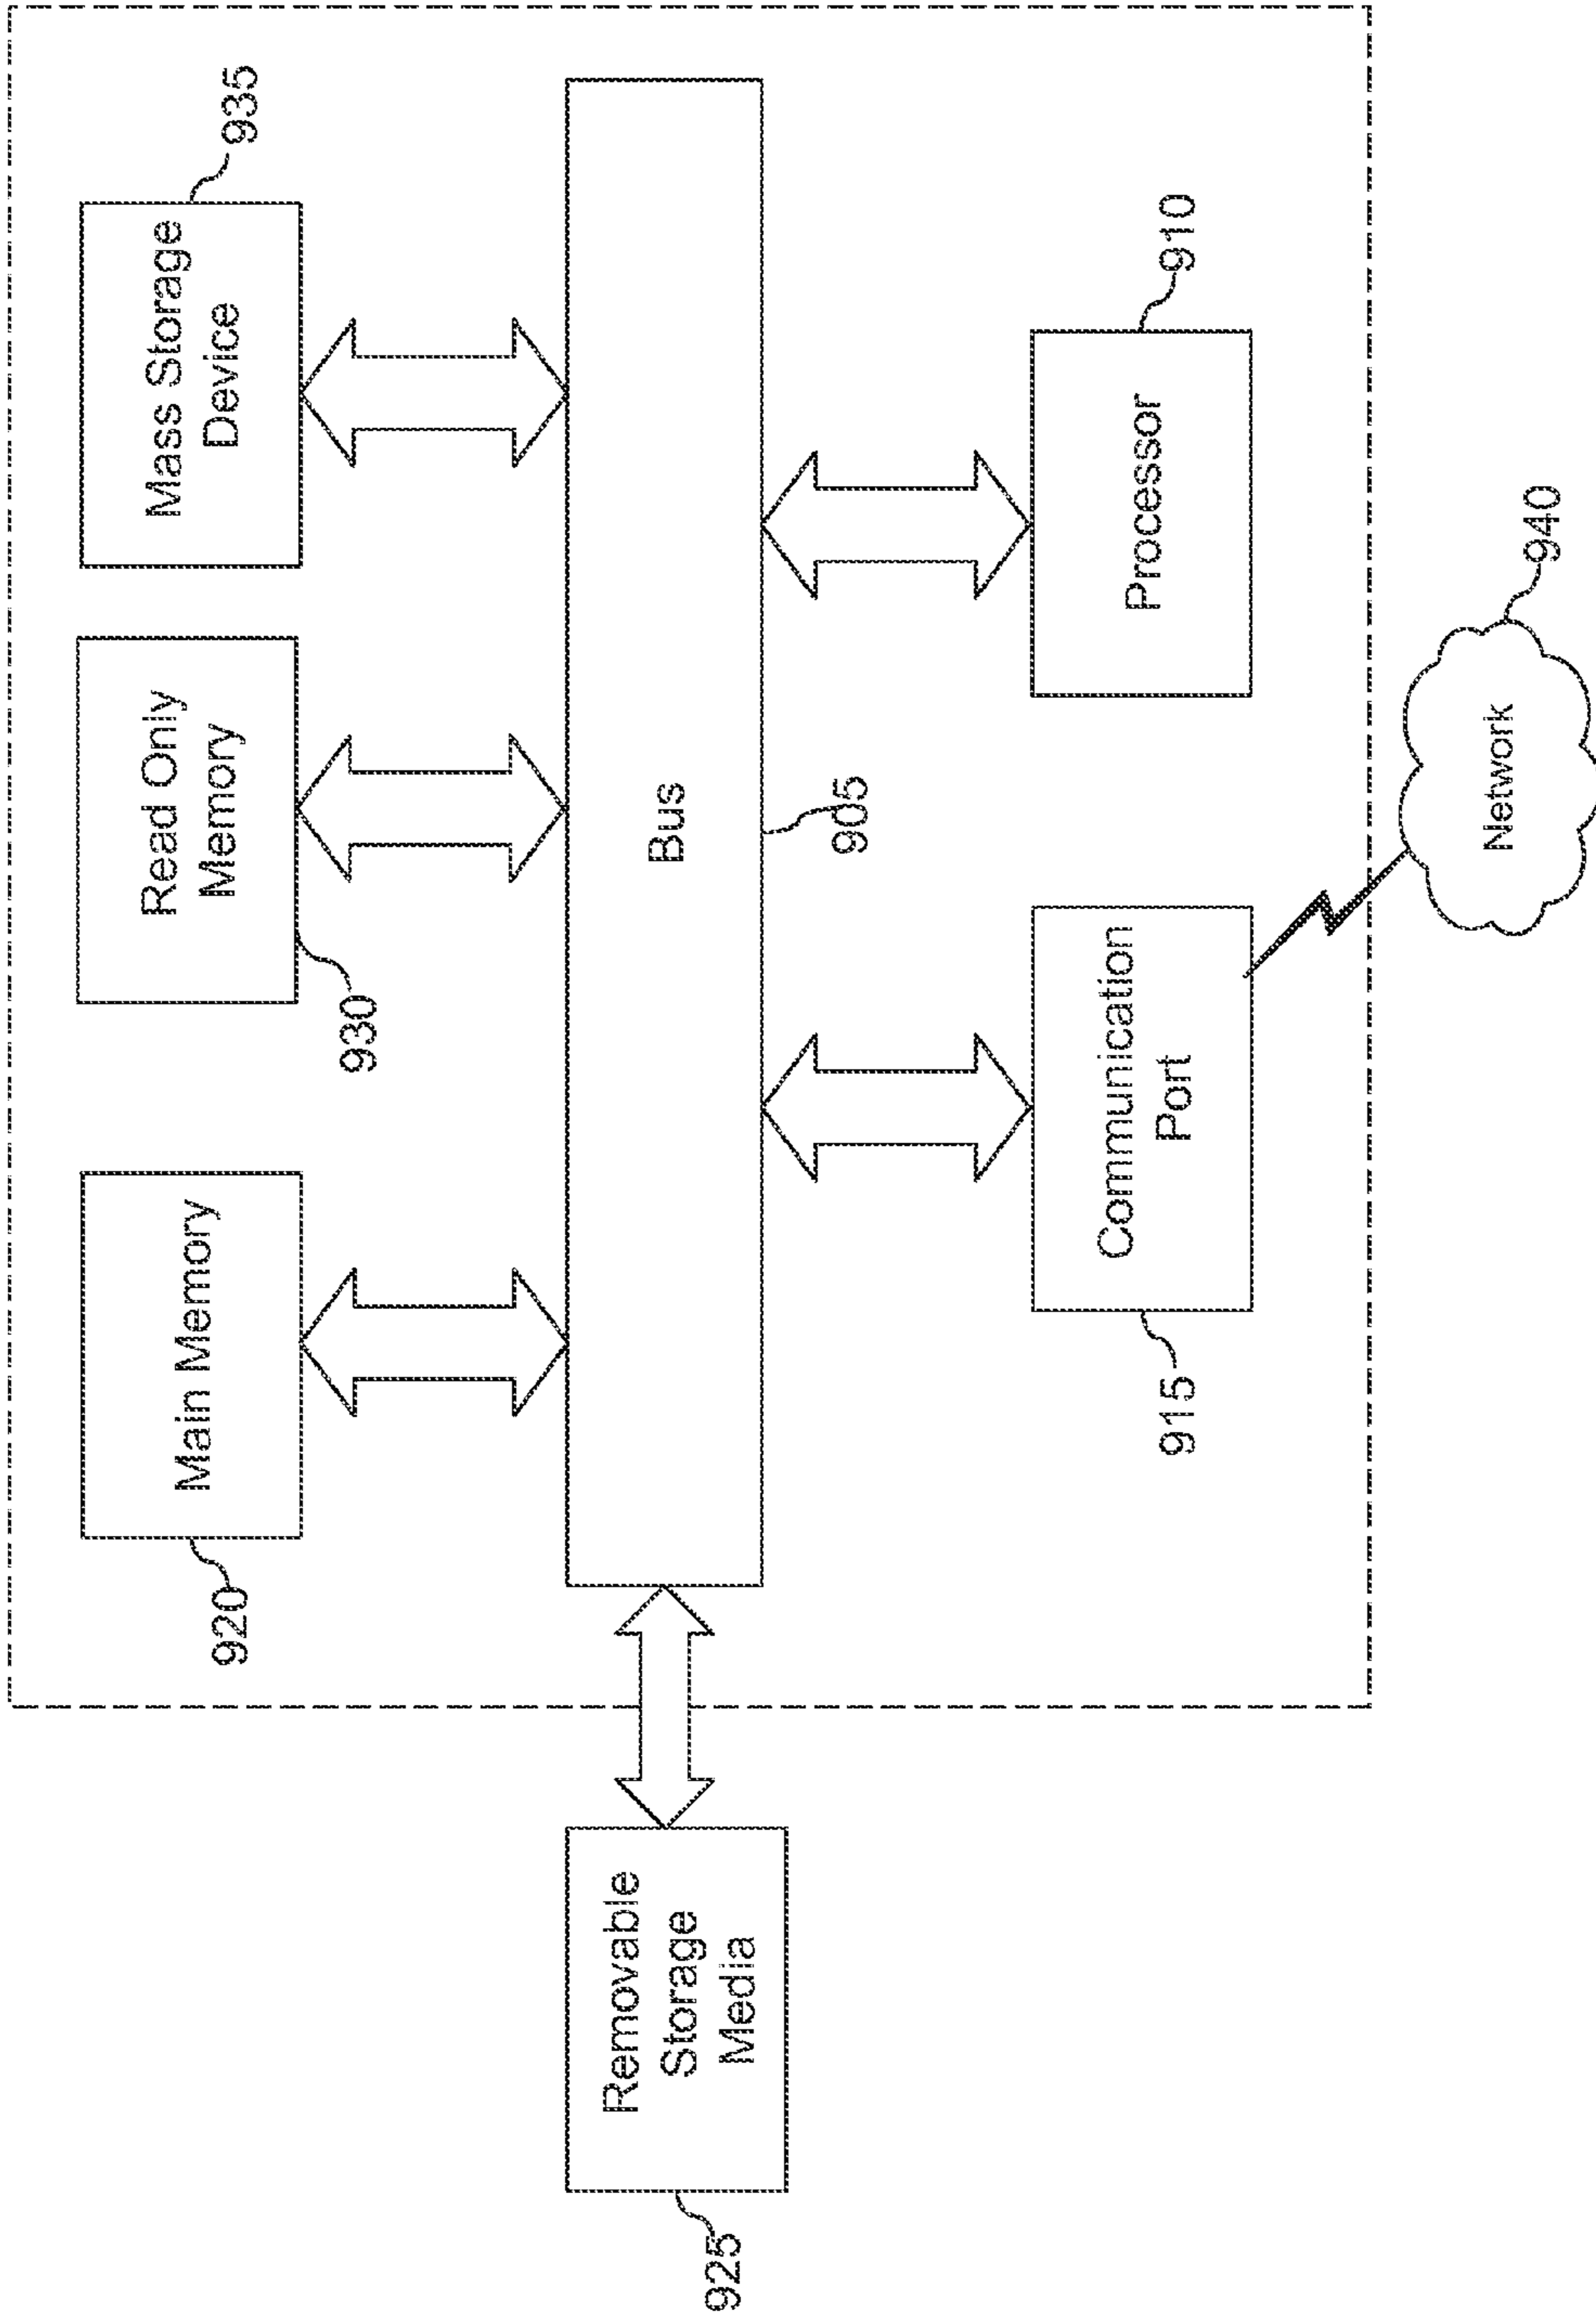 Main Memory
920
Read Only
Memory
930
Mass Storage
Device
935
Removable
Storage
Media
925
Bus
905
Communication
Port
915
Processor
910
Network
940